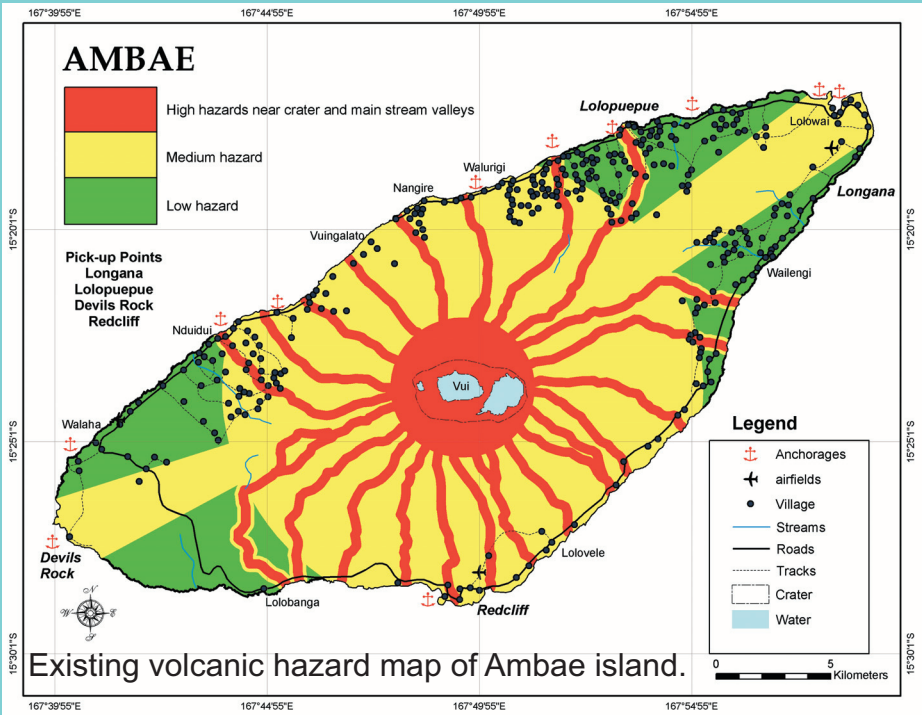 167°39'55"E
167°44'55"E
167°49'55"E
167°54'55"E
AMBAE
High hazards near crater and main stream valleys
Medium hazard
Low hazard
Pick-up Points
Longana
Lolopuepue
Devils Rock
Redcliff
Lolopuepue
Lolowai
Longana
Walurigi
Nangire
Vuingalato
Wailengi
Nduidui
Vui
Walaha
Devils
Rock
Lolobanga
Lolovele
Redcliff
15°20'1"S
15°20'1"S
15°25'1"S
15°25'1"S
15°30'1"S
15°30'1"S
Legend
Anchorages
airfields
Village
Streams
Roads
Tracks
Crater
Water
N
W
E
S
Existing volcanic hazard map of Ambae island.
0
5
Kilometers
167°39'55"E
167°44'55"E
167°49'55"E
167°54'55"E